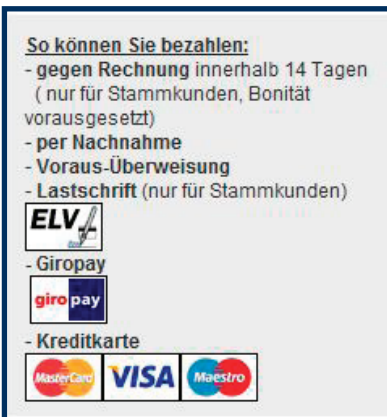 So können Sie bezahlen:
- gegen Rechnung innerhalb 14 Tagen
( nur für Stammkunden, Bonität
vorausgesetzt)
- per Nachnahme
- Voraus-Überweisung
- Lastschrift (nur für Stammkunden)
ELV
- Giropay
giro pay
- Kreditkarte
MasterCard VISA Maestro